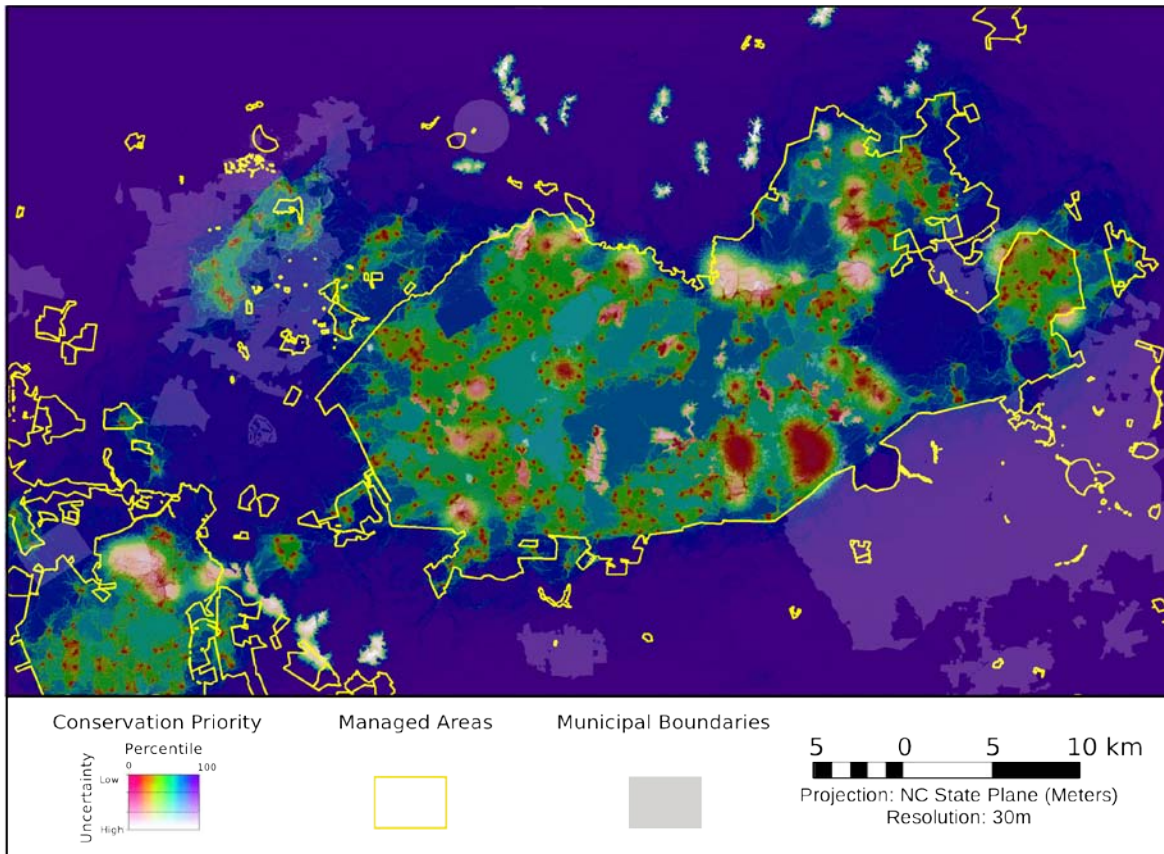 Conservation Priority
Managed Areas
Municipal Boundaries
Percentile
0
100
Uncertainty
Low
High
5 0 5 10 km
Projection: NC State Plane (Meters)
Resolution: 30m